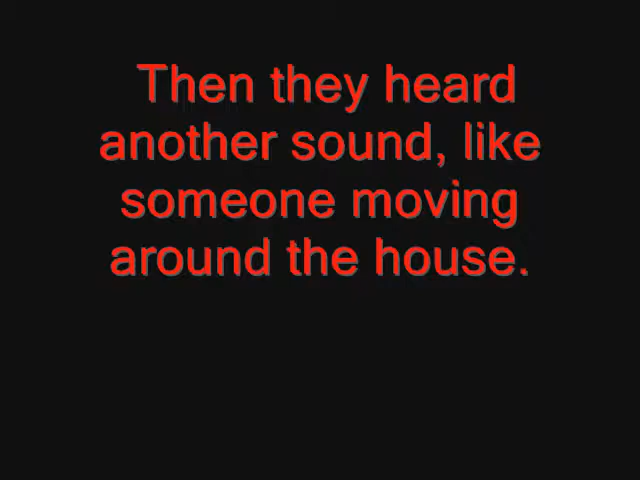 Then they heard
another sound, like
someone moving
around the house.